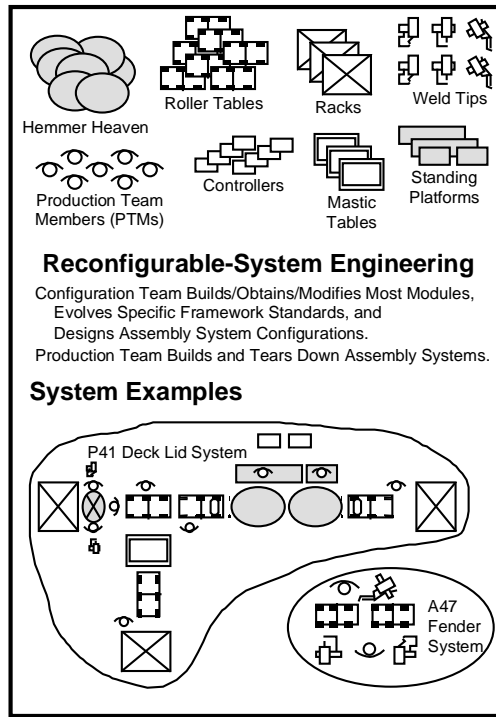 Hemmer Heaven
Roller Tables
Racks
Weld Tips
Production Team
Members (PTMs)
Controllers
Mastic
Tables
Standing
Platforms
Reconfigurable-System Engineering
Configuration Team Builds/Obtains/Modifies Most Modules,
Evolves Specific Framework Standards, and
Designs Assembly System Configurations.
Production Team Builds and Tears Down Assembly Systems.
System Examples
P41 Deck Lid System
A47
Fender
System